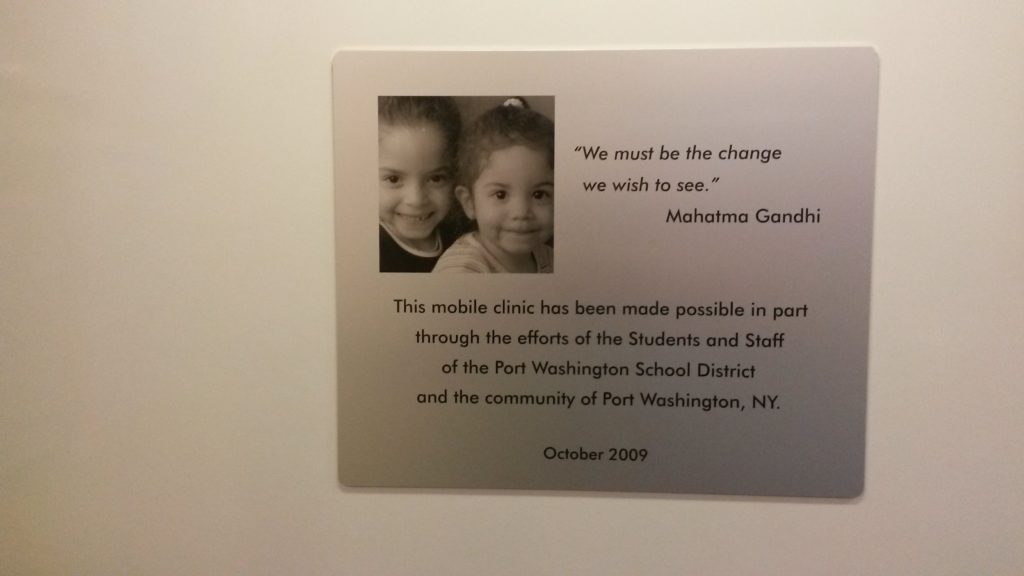 “We must be the change
we wish to see.”
Mahatma Gandhi
This mobile clinic has been made possible in part
through the efforts of the Students and Staff
of the Port Washington School District
and the community of Port Washington, NY.
October 2009